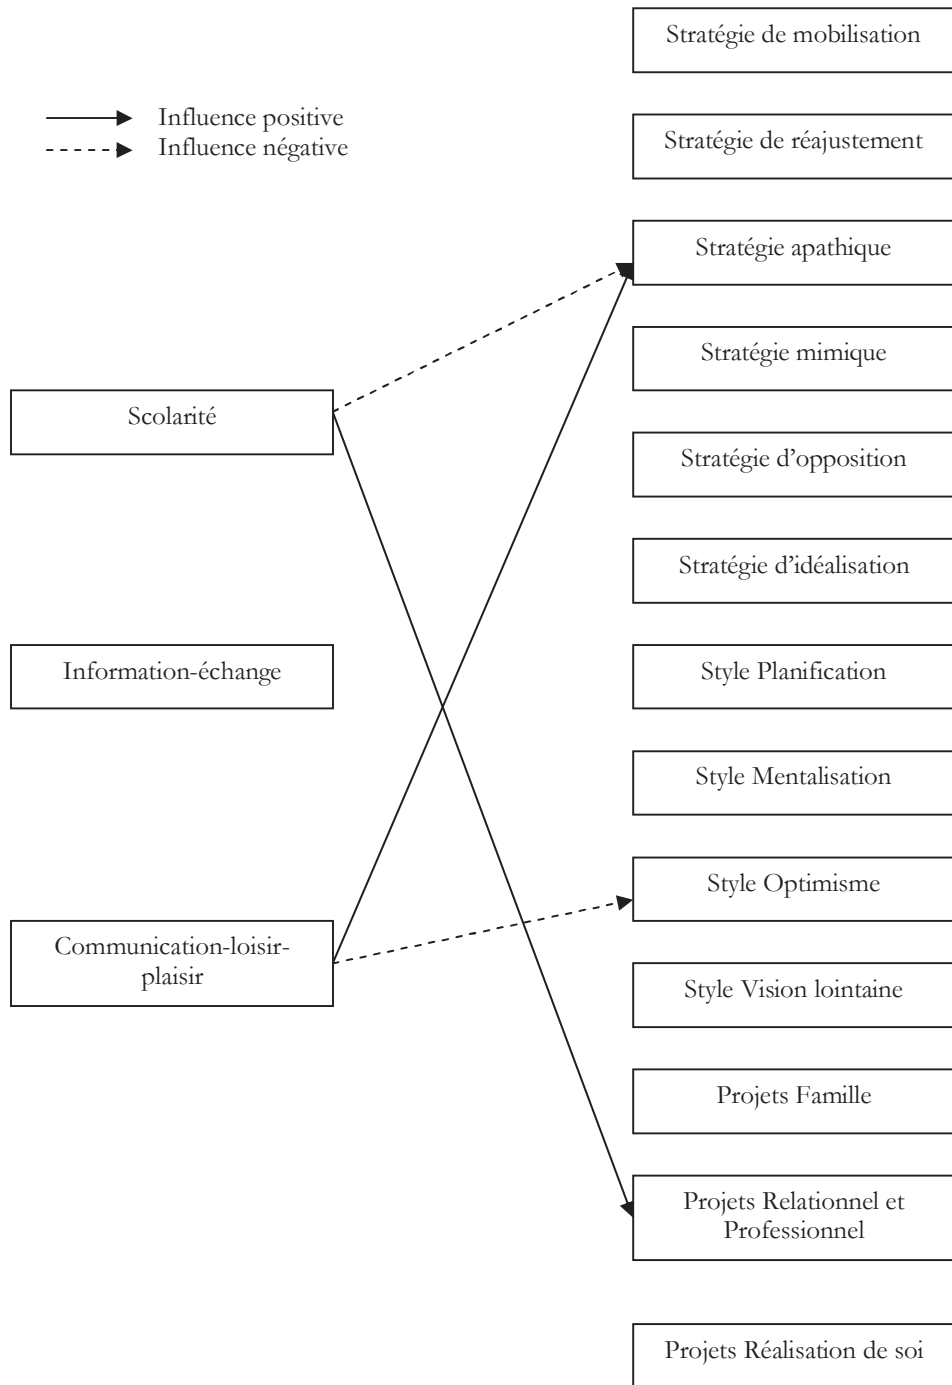 Stratégie de mobilisation
Influence positive
Influence négative
Stratégie de réajustement
Stratégie apathique
Stratégie mimique
Scolarité
Stratégie d’opposition
Stratégie d’idéalisation
Information-échange
Style Planification
Style Mentalisation
Style Optimisme
Communication-loisir-
plaisir
Style Vision lointaine
Projets Famille
Projets Relationnel et
Professionnel
Projets Réalisation de soi